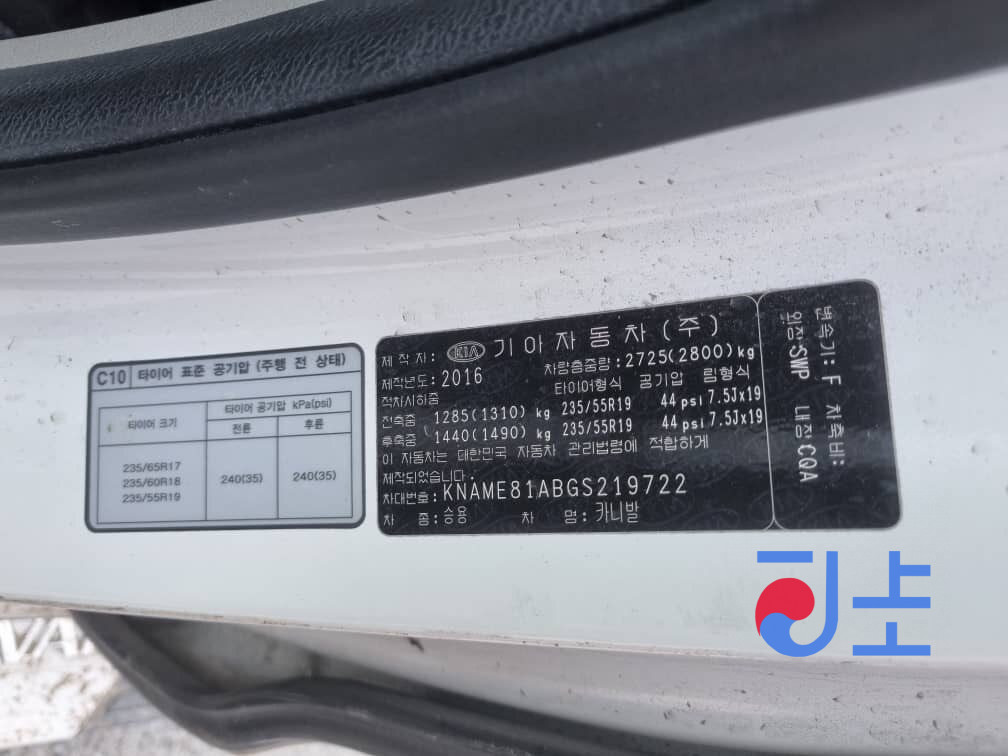 C10 타이어 표준 공기압 (주행 전 상태)
타이어 크기
타이어 공기압 kPa(psi)
전륜 후륜
235/65R17
235/60R18
235/55R19
240(35) 240(35)
제작자: KIA 기아자동차(주)
제작년도: 2016 차량총중량: 2725(2800)kg
적차시하중 타이어형식 공기압 림형식
전축중: 1285(1310) kg 235/55R19 44 psi 7.5Jx19
후축중: 1440(1490) kg 235/55R19 44 psi 7.5Jx19
이 자동차는 대한민국 자동차 관리법령에 적합하게
제작되었습니다.
차대번호: KNAME81ABGS219722
차 종: 승용 차 명: 카니발
변속기: F 차축비:
외장: SWP 내장: CQA